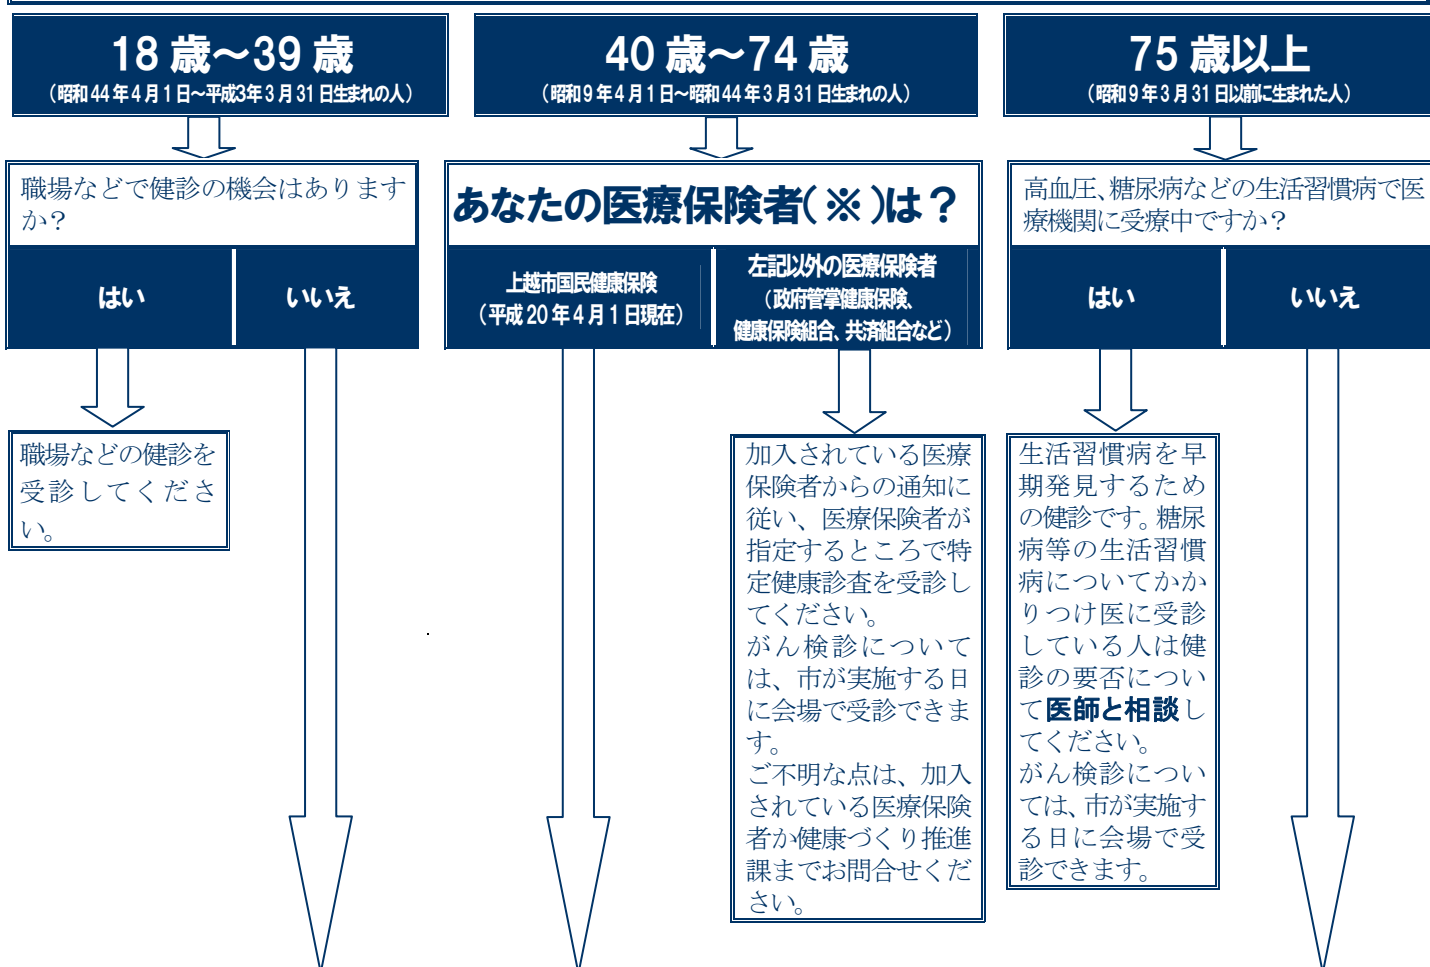 18 歳～39 歳
（昭和 44 年 4 月 1 日～平成3年 3 月 31 日生まれの人）
職場などで健診の機会はあります
か？
はい
いいえ
職場などの健診を
受診してくださ
い。
40 歳～74 歳
（昭和 9 年 4 月 1 日～昭和 44 年 3 月 31 日生まれの人）
あなたの医療保険者(※)は？
上越市国民健康保険
（平成 20 年 4 月 1 日現在）
左記以外の医療保険者
（政府管掌健康保険、
健康保険組合、共済組合など）
加入されている医療
保険者からの通知に
従い、医療保険者が
指定するところで特
定健康診査を受診し
てください。
がん検診について
は、市が実施する日
に会場で受診できま
す。
ご不明な点は、加入
されている医療保険
者か健康づくり推進
課までお問合せくだ
さい。
75 歳以上
（昭和 9 年 3 月 31 日以前に生まれた人）
高血圧、糖尿病などの生活習慣病で医
療機関に受療中ですか？
はい
いいえ
生活習慣病を早
期発見するため
の健診です。糖尿
病等の生活習慣
病についてかか
りつけ医に受診
している人は健
診の要否につい
て医師と相談し
てください。
がん検診につい
ては、市が実施す
る日に会場で受
診できます。